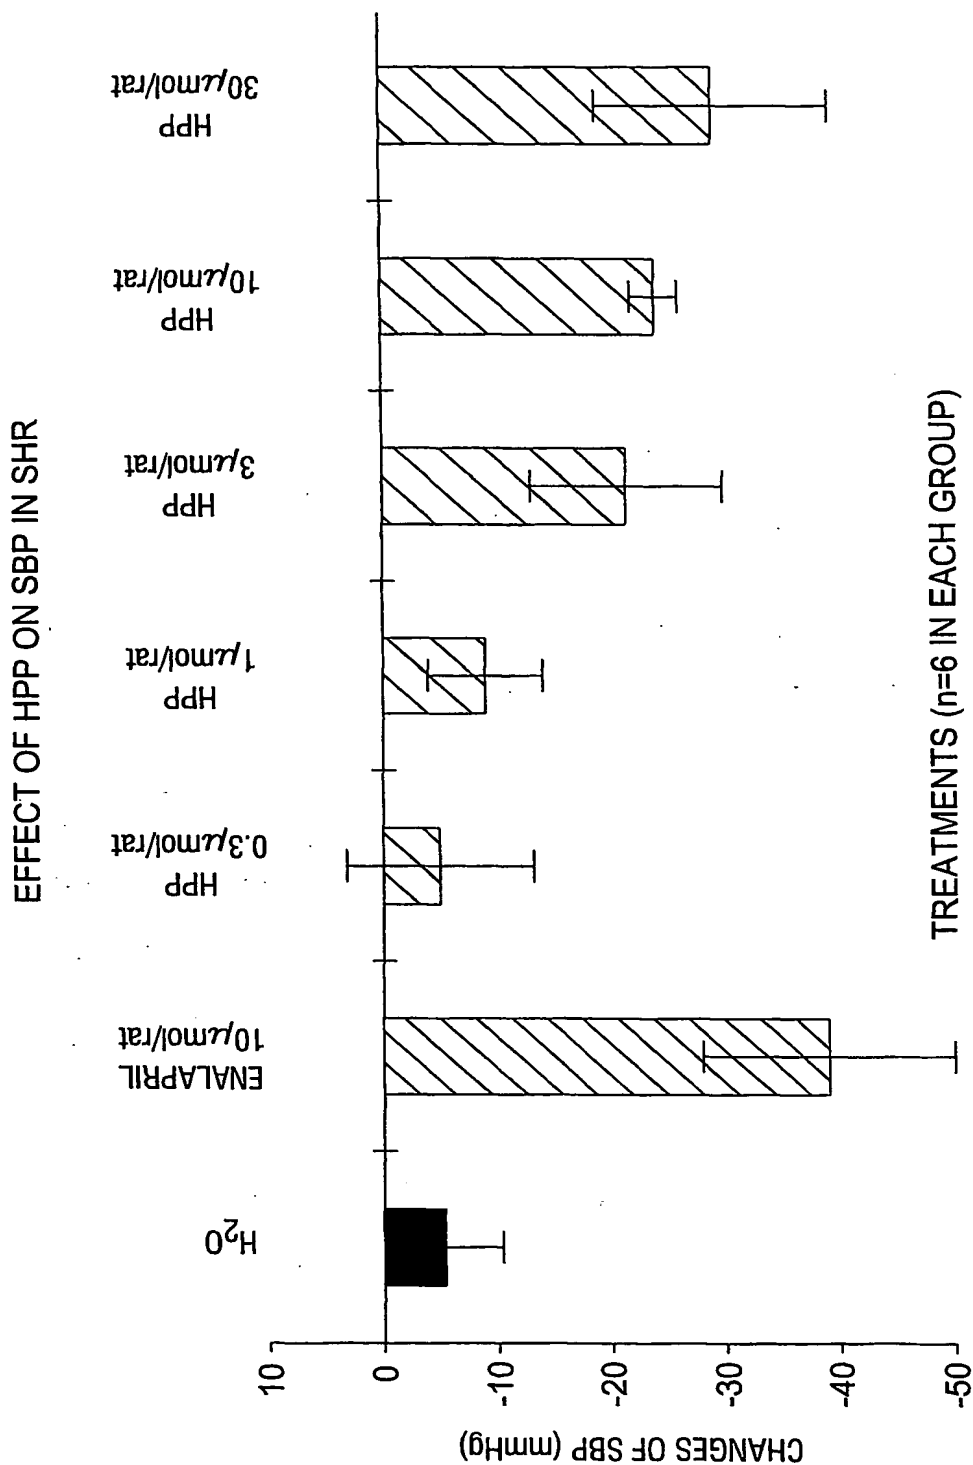 EFFECT OF HPP ON SBP IN SHR
H2O
ENALAPRIL
10μmol/rat
HPP
0.3μmol/rat
HPP
1μmol/rat
HPP
3μmol/rat
HPP
10μmol/rat
HPP
30μmol/rat
10
0
-10
-20
-30
-40
-50
CHANGES OF SBP (mmHg)
TREATMENTS (n=6 IN EACH GROUP)